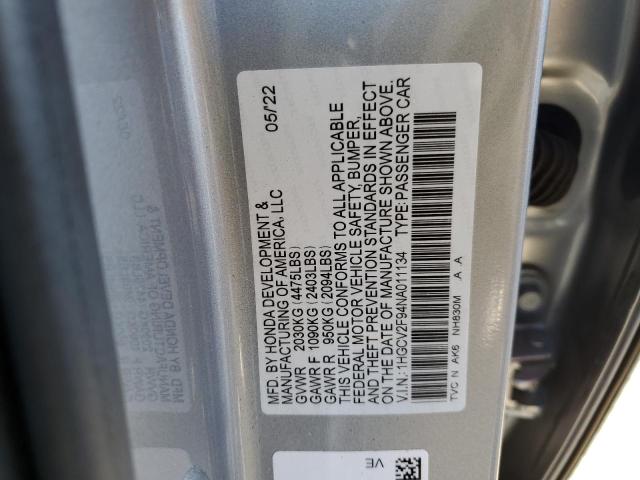 MFD BY HONDA DEVELOPMENT & 05/22
MANUFACTURING OF AMERICA, LLC
GVWR 2030KG (4475LBS)
GAWR F 1090KG (2403LBS)
GAWR R 950KG (2094LBS)
THIS VEHICLE CONFORMS TO ALL APPLICABLE
FEDERAL MOTOR VEHICLE SAFETY, BUMPER,
AND THEFT PREVENTION STANDARDS IN EFFECT
ON THE DATE OF MANUFACTURE SHOWN ABOVE.
V.I.N.: 1HGCV2F94NA011134 TYPE: PASSENGER CAR
TVC N AK6 NH830M A A
VE